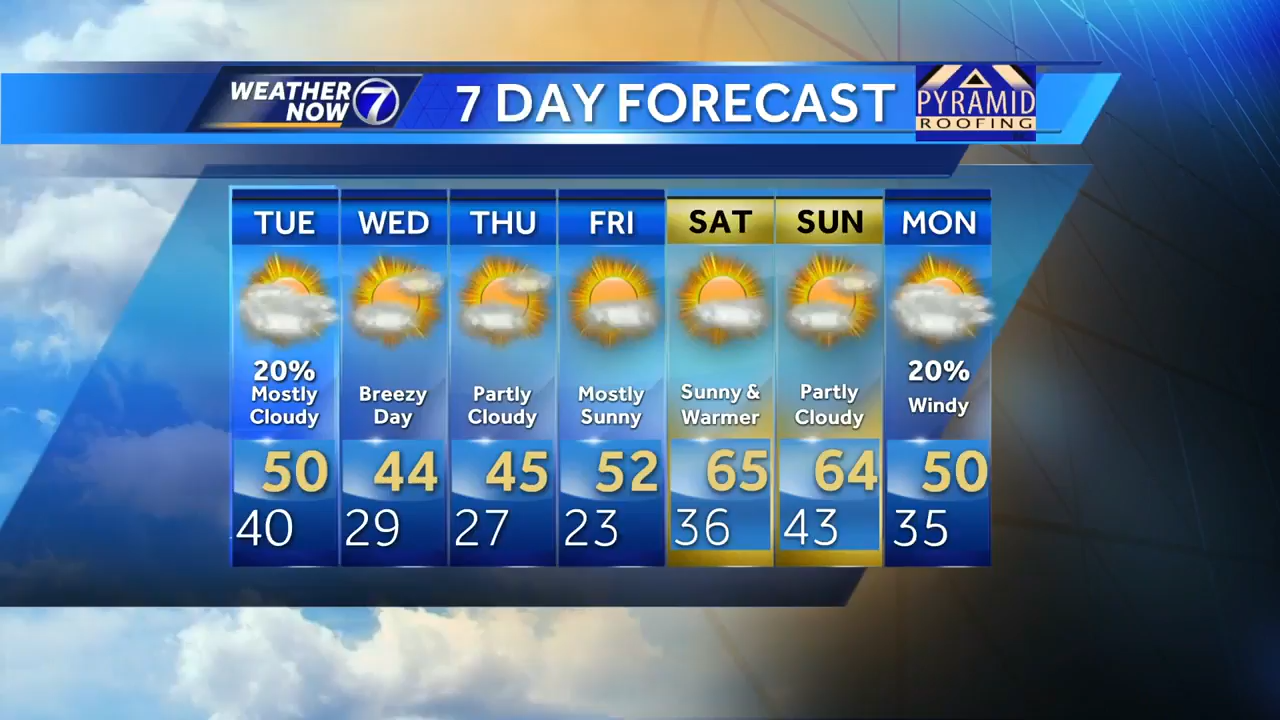 WEATHER
NOW 7
7 DAY FORECAST
PYRAMID
ROOFING
TUE WED THU FRI SAT SUN MON
20% 20%
Mostly Breezy Partly Mostly Sunny & Partly Windy
Cloudy Day Cloudy Sunny Warmer Cloudy
50 44 45 52 65 64 50
40 29 27 23 36 43 35